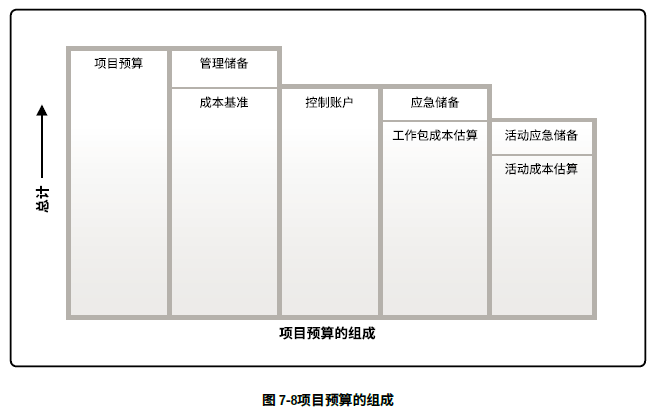 项目预算
管理储备
成本基准
控制账户
应急储备
工作包成本估算
活动应急储备
活动成本估算
总计
项目预算的组成
图 7-8项目预算的组成